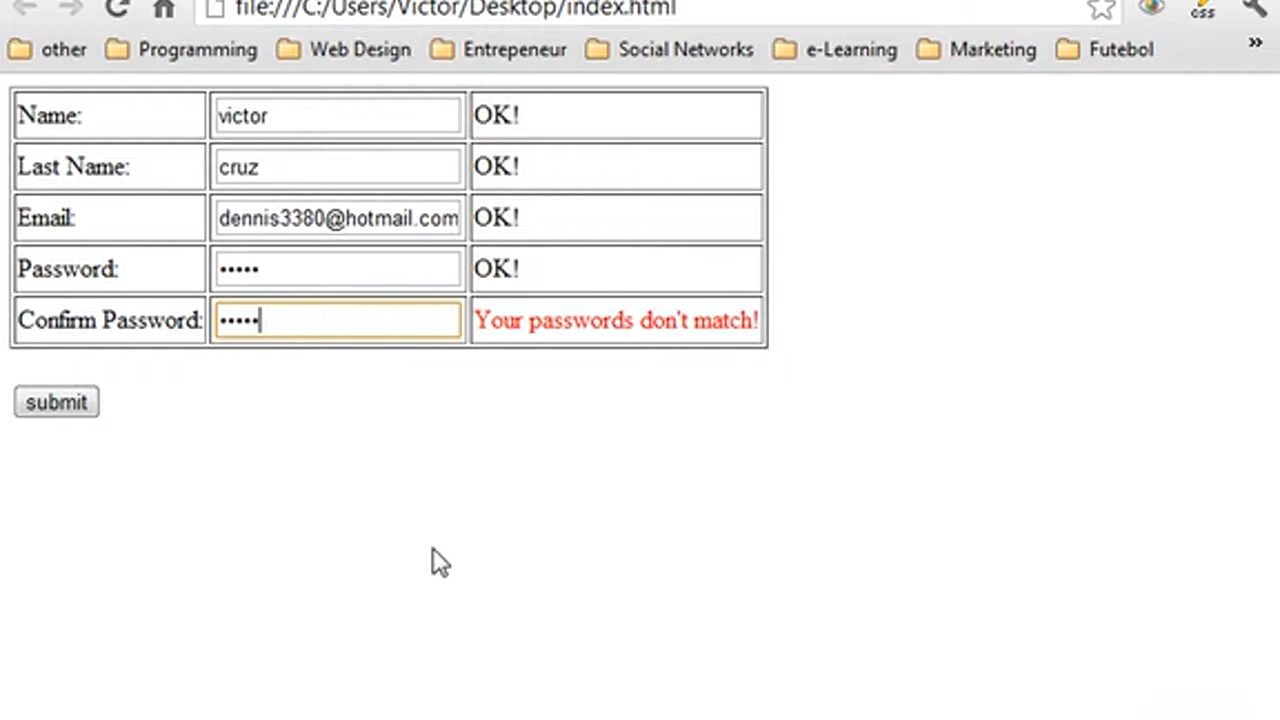 file:///C:/Users/Victor/Desktop/index.html
css
other Programming Web Design Entrepeneur Social Networks e-Learning Marketing Futebol »
Name: victor OK!
Last Name: cruz OK!
Email: dennis3380@hotmail.com OK!
Password: ••••• OK!
Confirm Password: ••••• Your passwords don't match!
submit